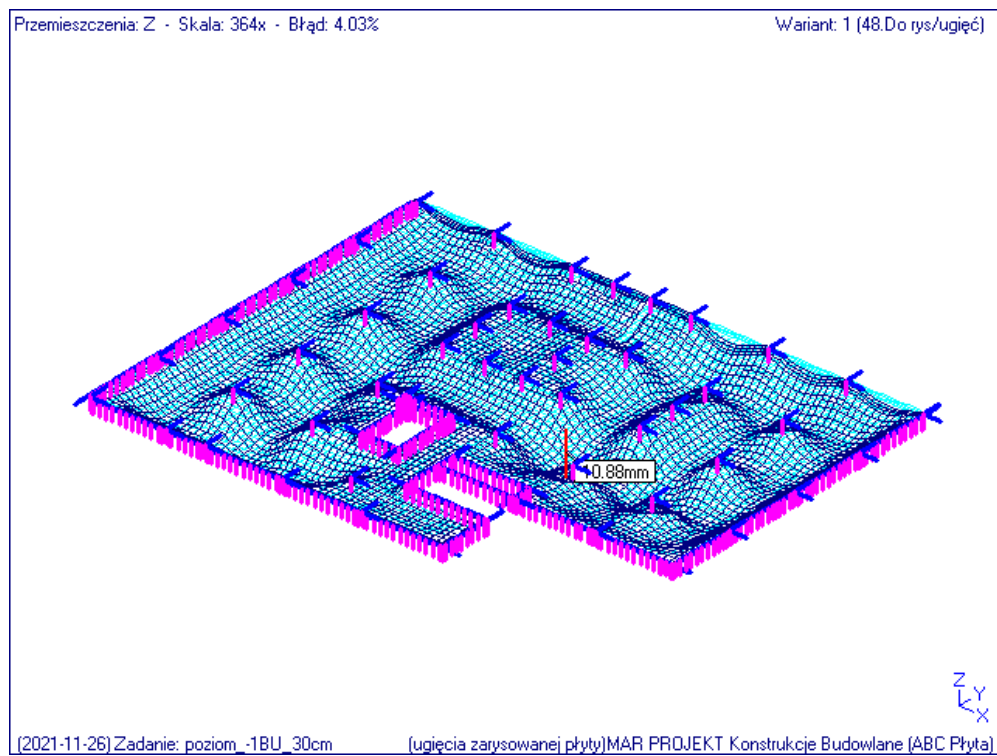 Przemieszczenia: Z - Skala: 364x - Błąd: 4.03%
Wariant: 1 (48.Do rys/ugięć)
0.88mm
Z
Y
X
(2021-11-26) Zadanie: poziom_-1BU_30cm
(ugięcia zarysowanej płyty)MAR PROJEKT Konstrukcje Budowlane (ABC Płyta)